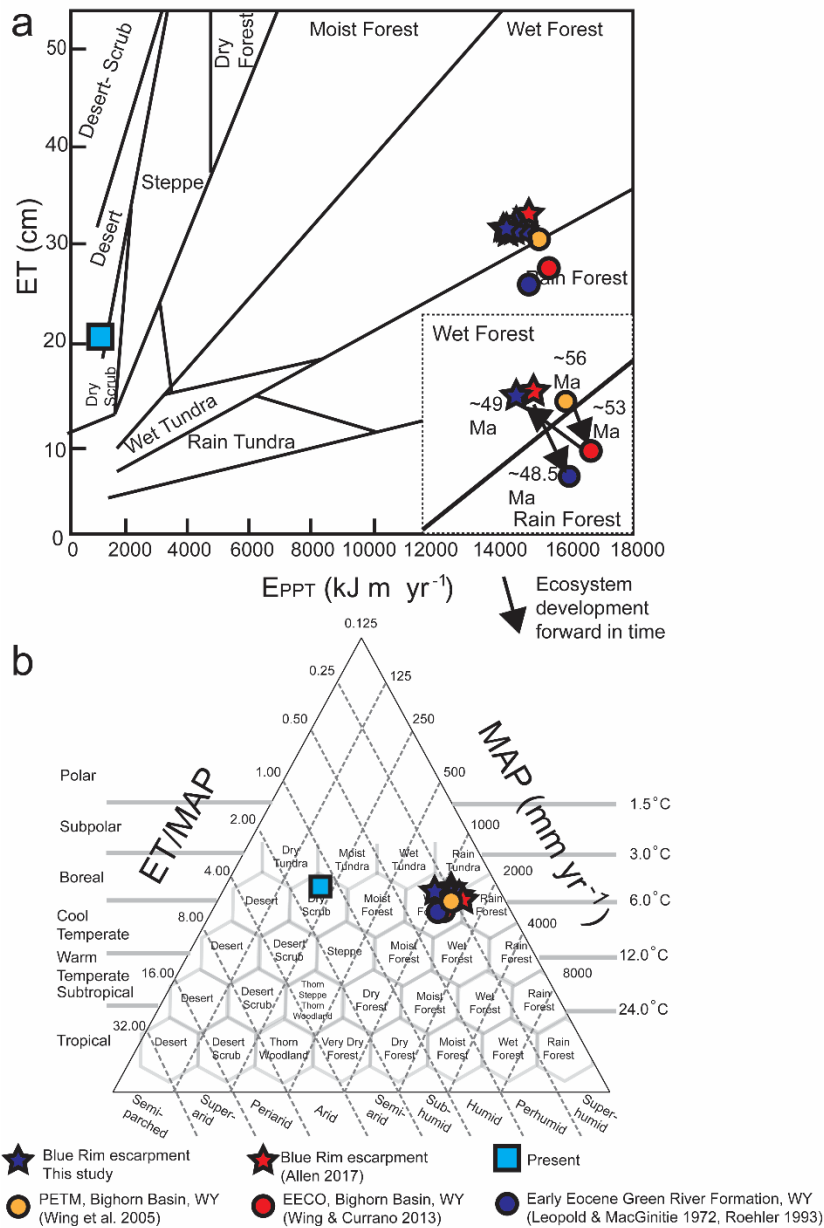 a
Moist Forest
Wet Forest
Dry
Forest
Desert- Scrub
Desert
Steppe
Dry
Scrub
Wet Tundra
Rain Tundra
Rain Forest
Wet Forest
~56
Ma
~53
Ma
~49
Ma
~48.5
Ma
Rain Forest
50
40
30
20
10
0
ET (cm)
0 2000 4000 6000 8000 10000 12000 14000 16000 18000
EPPT (kJ m yr⁻¹)
Ecosystem
development
forward in time
b
0.125
0.25
125
0.50
250
1.00
500
2.00
1000
4.00
2000
8.00
4000
16.00
8000
32.00
ET/MAP
MAP (mm yr⁻¹)
Polar
Subpolar
Boreal
Cool
Temperate
Warm
Temperate
Subtropical
Tropical
1.5°C
3.0°C
6.0°C
12.0°C
24.0°C
Dry
Tundra
Moist
Tundra
Wet
Tundra
Rain
Tundra
Desert
Dry
Scrub
Moist
Forest
Rain
Forest
Desert
Desert
Scrub
Steppe
Moist
Forest
Wet
Forest
Rain
Forest
Desert
Desert
Scrub
Thorn
Steppe
Thorn
Woodland
Dry
Forest
Moist
Forest
Wet
Forest
Rain
Forest
Desert
Desert
Scrub
Thorn
Woodland
Very Dry
Forest
Dry
Forest
Moist
Forest
Wet
Forest
Rain
Forest
Semi-
parched
Super-
arid
Periarid
Arid
Semi-
arid
Sub-
humid
Humid
Perhumid
Super-
humid
Blue Rim escarpment
This study
Blue Rim escarpment
(Allen 2017)
Present
PETM, Bighorn Basin, WY
(Wing et al. 2005)
EECO, Bighorn Basin, WY
(Wing & Currano 2013)
Early Eocene Green River Formation, WY
(Leopold & MacGinitie 1972, Roehler 1993)